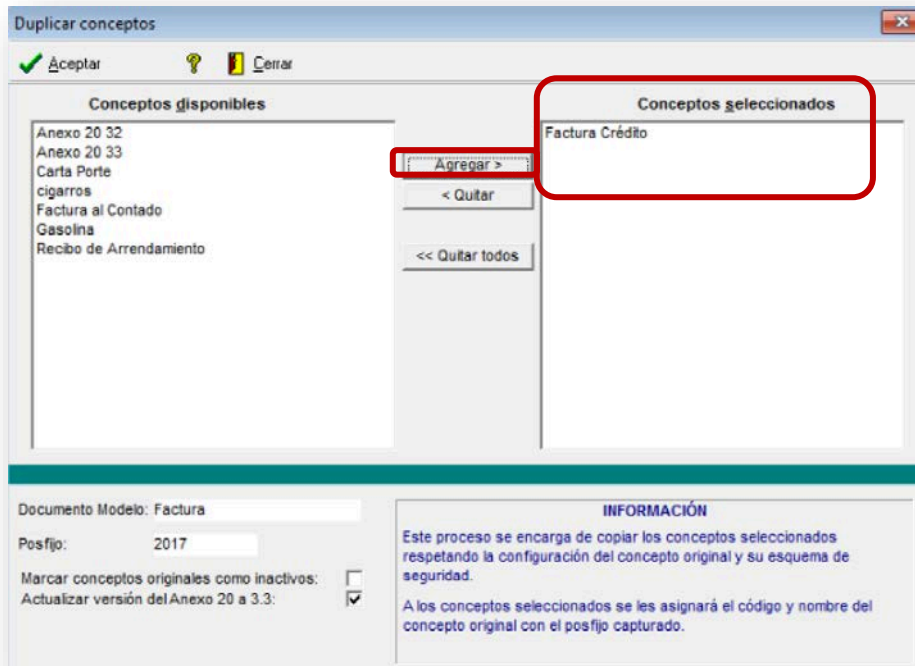 Duplicar conceptos
Aceptar
?
Cerrar
Conceptos disponibles
Conceptos seleccionados
Anexo 20 32
Anexo 20 33
Carta Porte
cigarros
Factura al Contado
Gasolina
Recibo de Arrendamiento
Agregar >
< Quitar
<< Quitar todos
Factura Crédito
Documento Modelo: Factura
Posfijo: 2017
Marcar conceptos originales como inactivos:
Actualizar versión del Anexo 20 a 3.3:
INFORMACIÓN
Este proceso se encarga de copiar los conceptos seleccionados
respetando la configuración del concepto original y su esquema de
seguridad.
A los conceptos seleccionados se les asignará el código y nombre del
concepto original con el posfijo capturado.